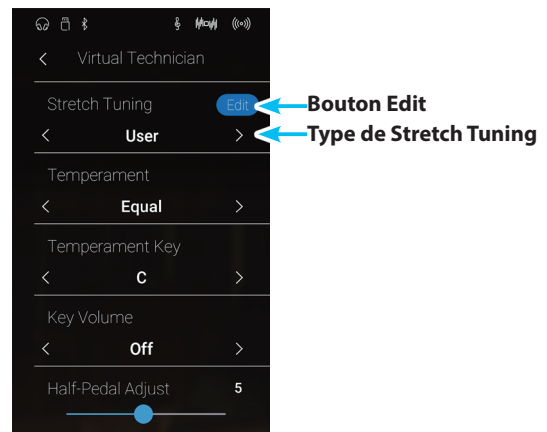 Virtual Technician
Stretch Tuning Edit
User
Temperament
Equal
Temperament Key
C
Key Volume
Off
Half-Pedal Adjust 5
Bouton Edit
Type de Stretch Tuning